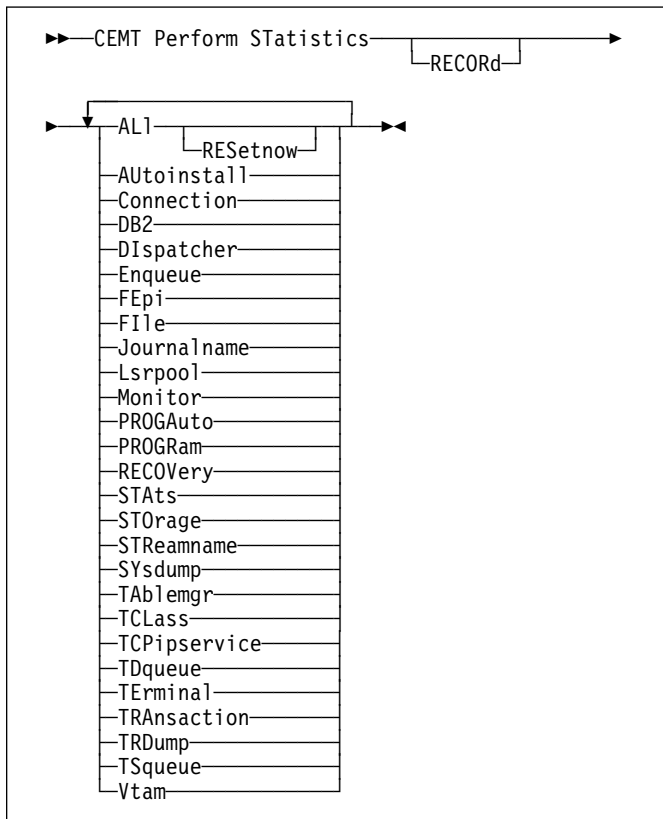 CEMT Perform STatistics
RECORd
ALl
RESetnow
AUtoinstall
Connection
DB2
DIspatcher
Enqueue
FEpi
FIle
Journalname
Lsrpool
Monitor
PROGAuto
PROGRam
RECOVery
STAts
STOrage
STReamname
SYsdump
TAblemgr
TCLass
TCPipservice
TDqueue
TErminal
TRAnsaction
TRDump
TSqueue
Vtam